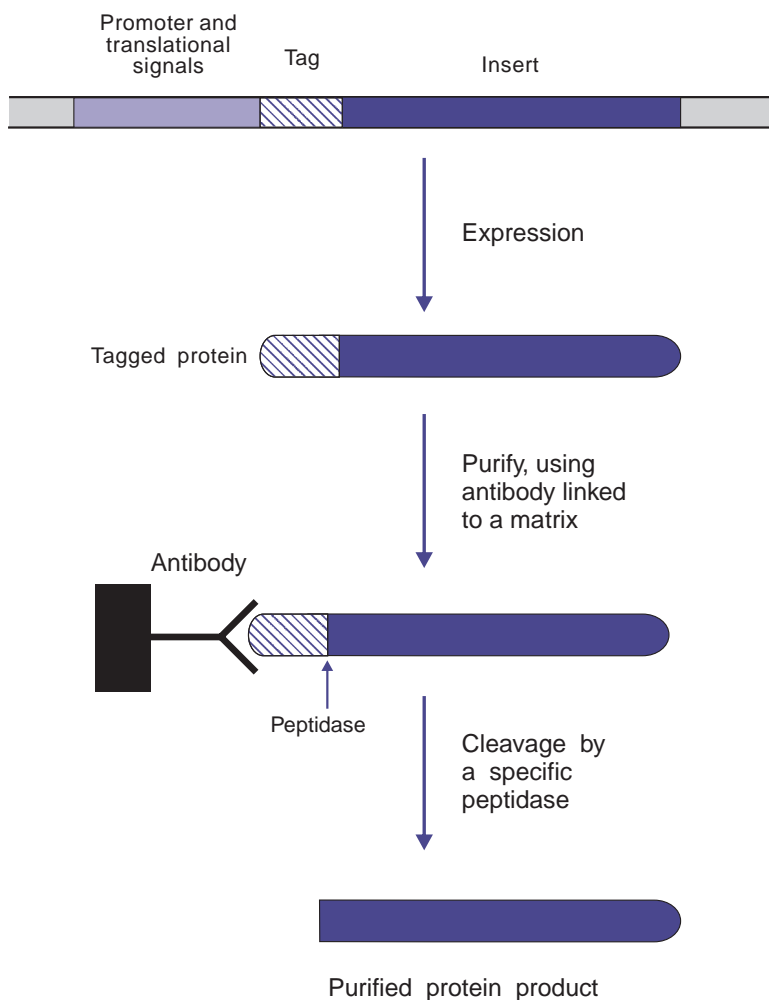 Promoter and
translational
signals
Tag
Insert
Expression
Tagged protein
Purify, using
antibody linked
to a matrix
Antibody
Peptidase
Cleavage by
a specific
peptidase
Purified protein product